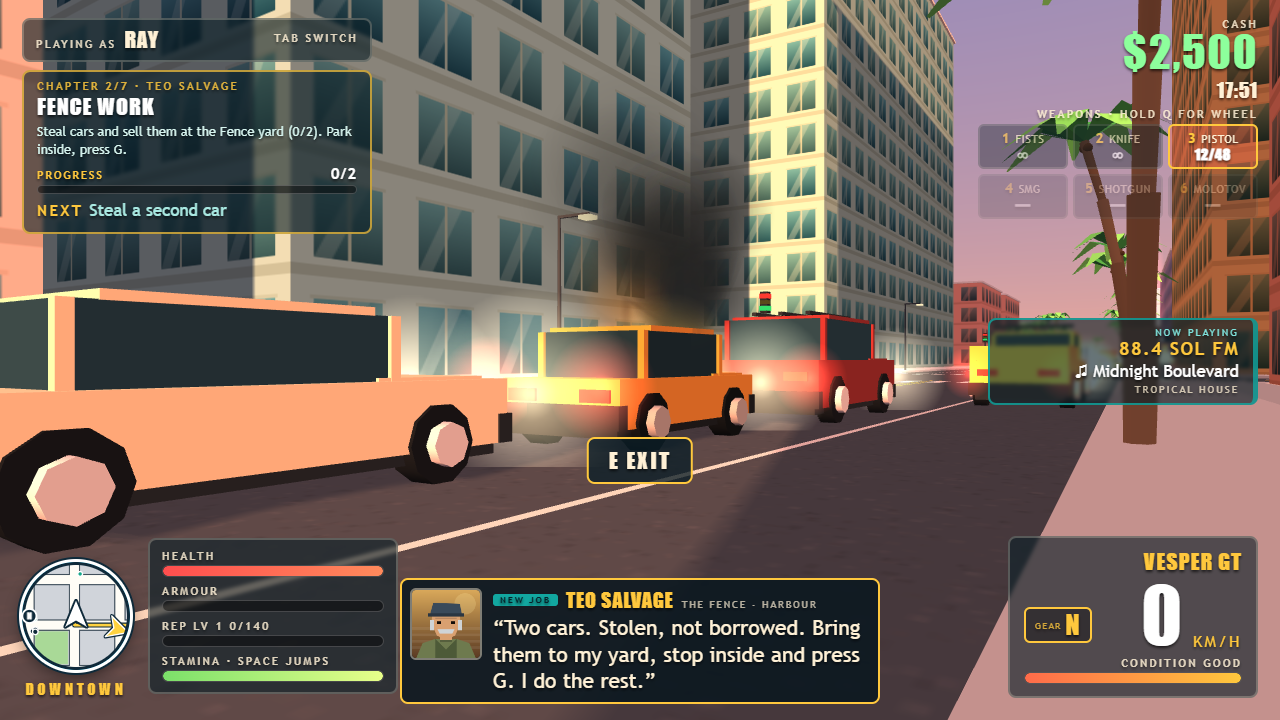 PLAYING AS RAY
TAB SWITCH
CHAPTER 2/7 · TEO SALVAGE
FENCE WORK
Steal cars and sell them at the Fence yard (0/2). Park
inside, press G.
PROGRESS 0/2
NEXT Steal a second car
CASH
$2,500
17:51
WEAPONS · HOLD Q FOR WHEEL
1 FISTS
∞
2 KNIFE
∞
3 PISTOL
12/48
4 SMG
—
5 SHOTGUN
—
6 MOLOTOV
—
NOW PLAYING
88.4 SOL FM
♫ Midnight Boulevard
TROPICAL HOUSE
E EXIT
HEALTH
ARMOUR
REP LV 1 0/140
STAMINA · SPACE JUMPS
DOWNTOWN
NEW JOB TEO SALVAGE THE FENCE · HARBOUR
“Two cars. Stolen, not borrowed. Bring
them to my yard, stop inside and press
G. I do the rest.”
VESPER GT
GEAR N
0 KM/H
CONDITION GOOD